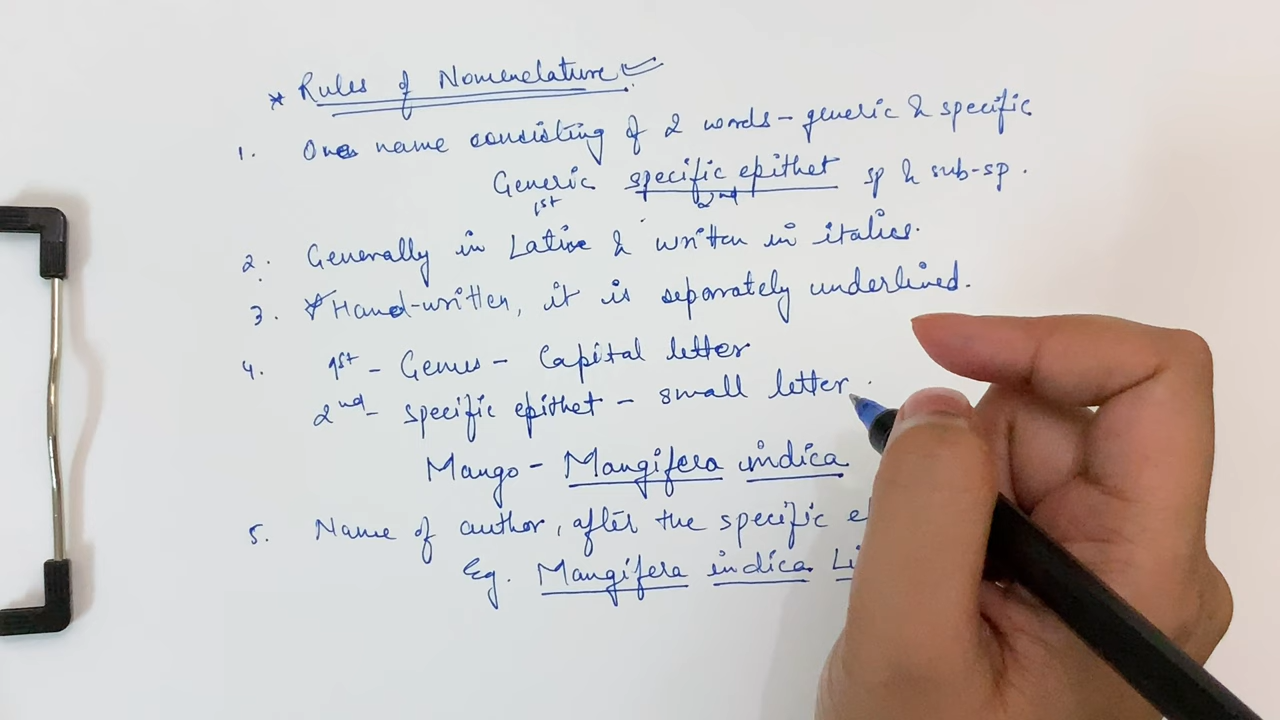 * Rules of Nomenclature
1. One name consisting of 2 words - generic & specific
Generic specific epithet sp & sub-sp.
1st 2nd
2. Generally in Latin & written in italics.
3. Hand-written, it is separately underlined.
4. 1st - Genus - Capital letter
2nd - specific epithet - small letter.
Mango - Mangifera indica
5. Name of author, after the specific
Eg. Mangifera indica